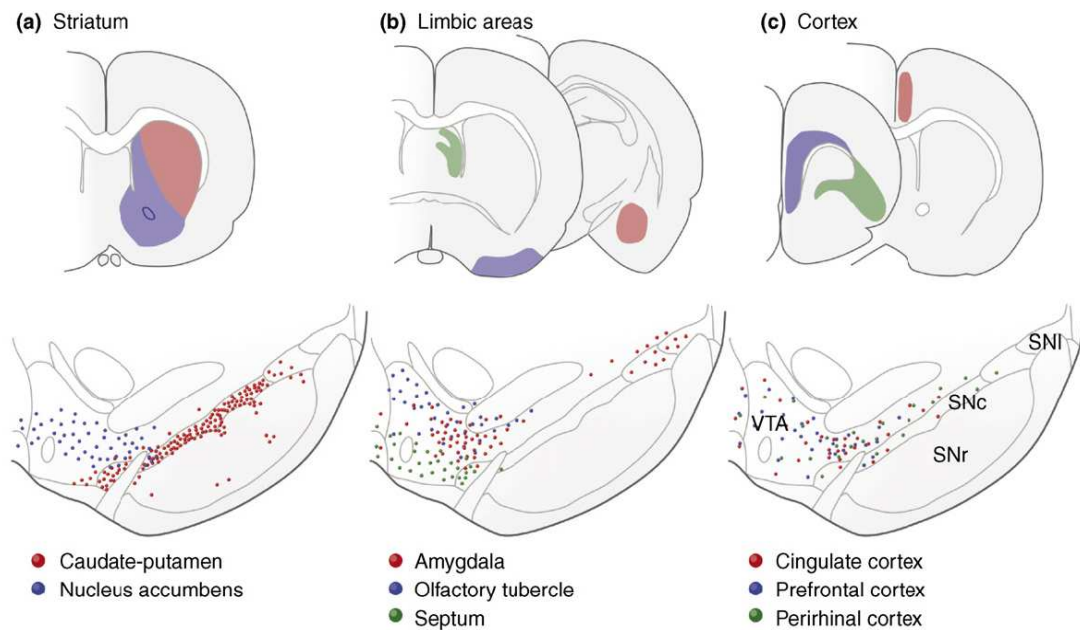 (a) Striatum
(b) Limbic areas
(c) Cortex
SNl
SNc
VTA
SNr
Caudate-putamen
Nucleus accumbens
Amygdala
Olfactory tubercle
Septum
Cingulate cortex
Prefrontal cortex
Perirhinal cortex